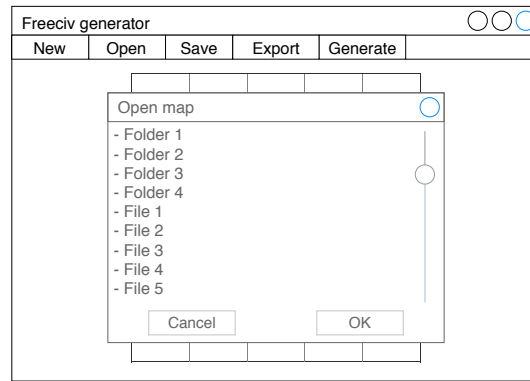 Freeciv generator
New Open Save Export Generate
Open map
- Folder 1
- Folder 2
- Folder 3
- Folder 4
- File 1
- File 2
- File 3
- File 4
- File 5
Cancel OK